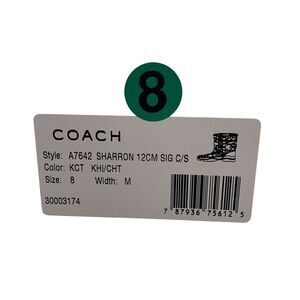 8
COACH
Style: A7642 SHARRON 12CM SIG C/S
Color: KCT KHI/CHT
Size: 8 Width: M
30003174
7 87936 75612 5